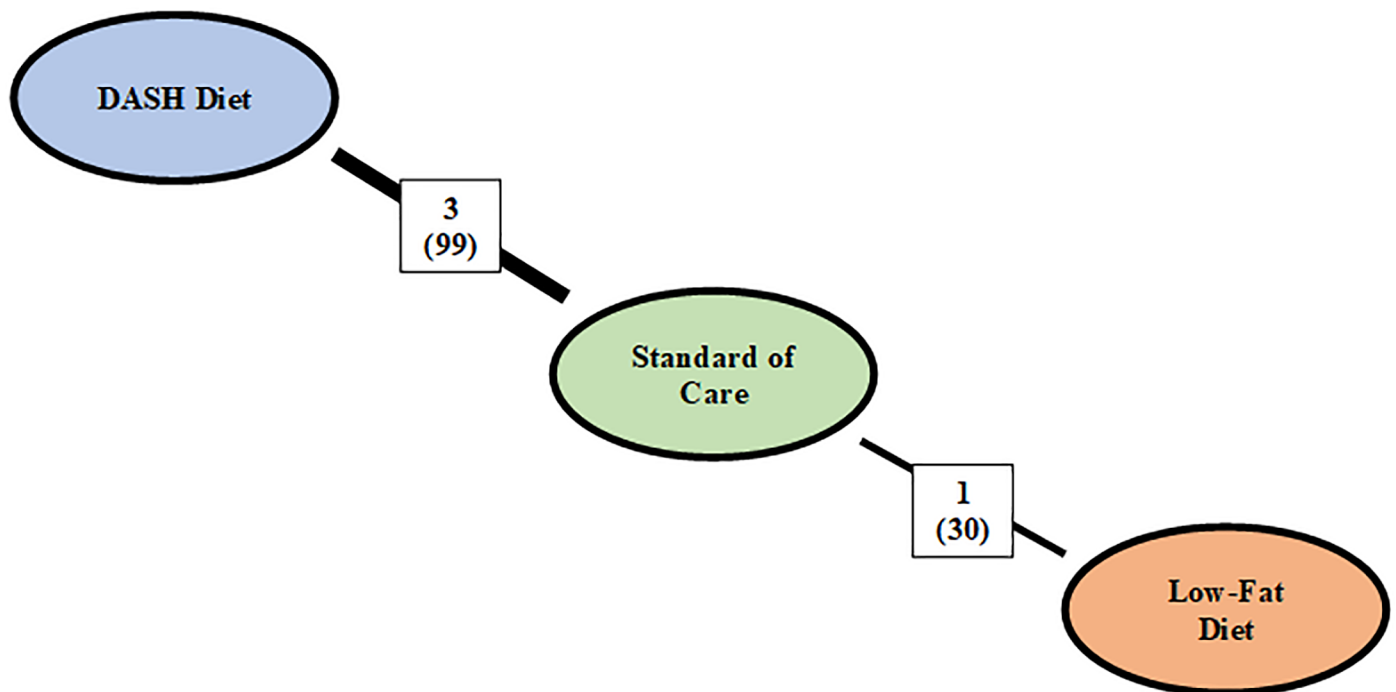 DASH Diet
3
(99)
Standard of
Care
1
(30)
Low-Fat
Diet